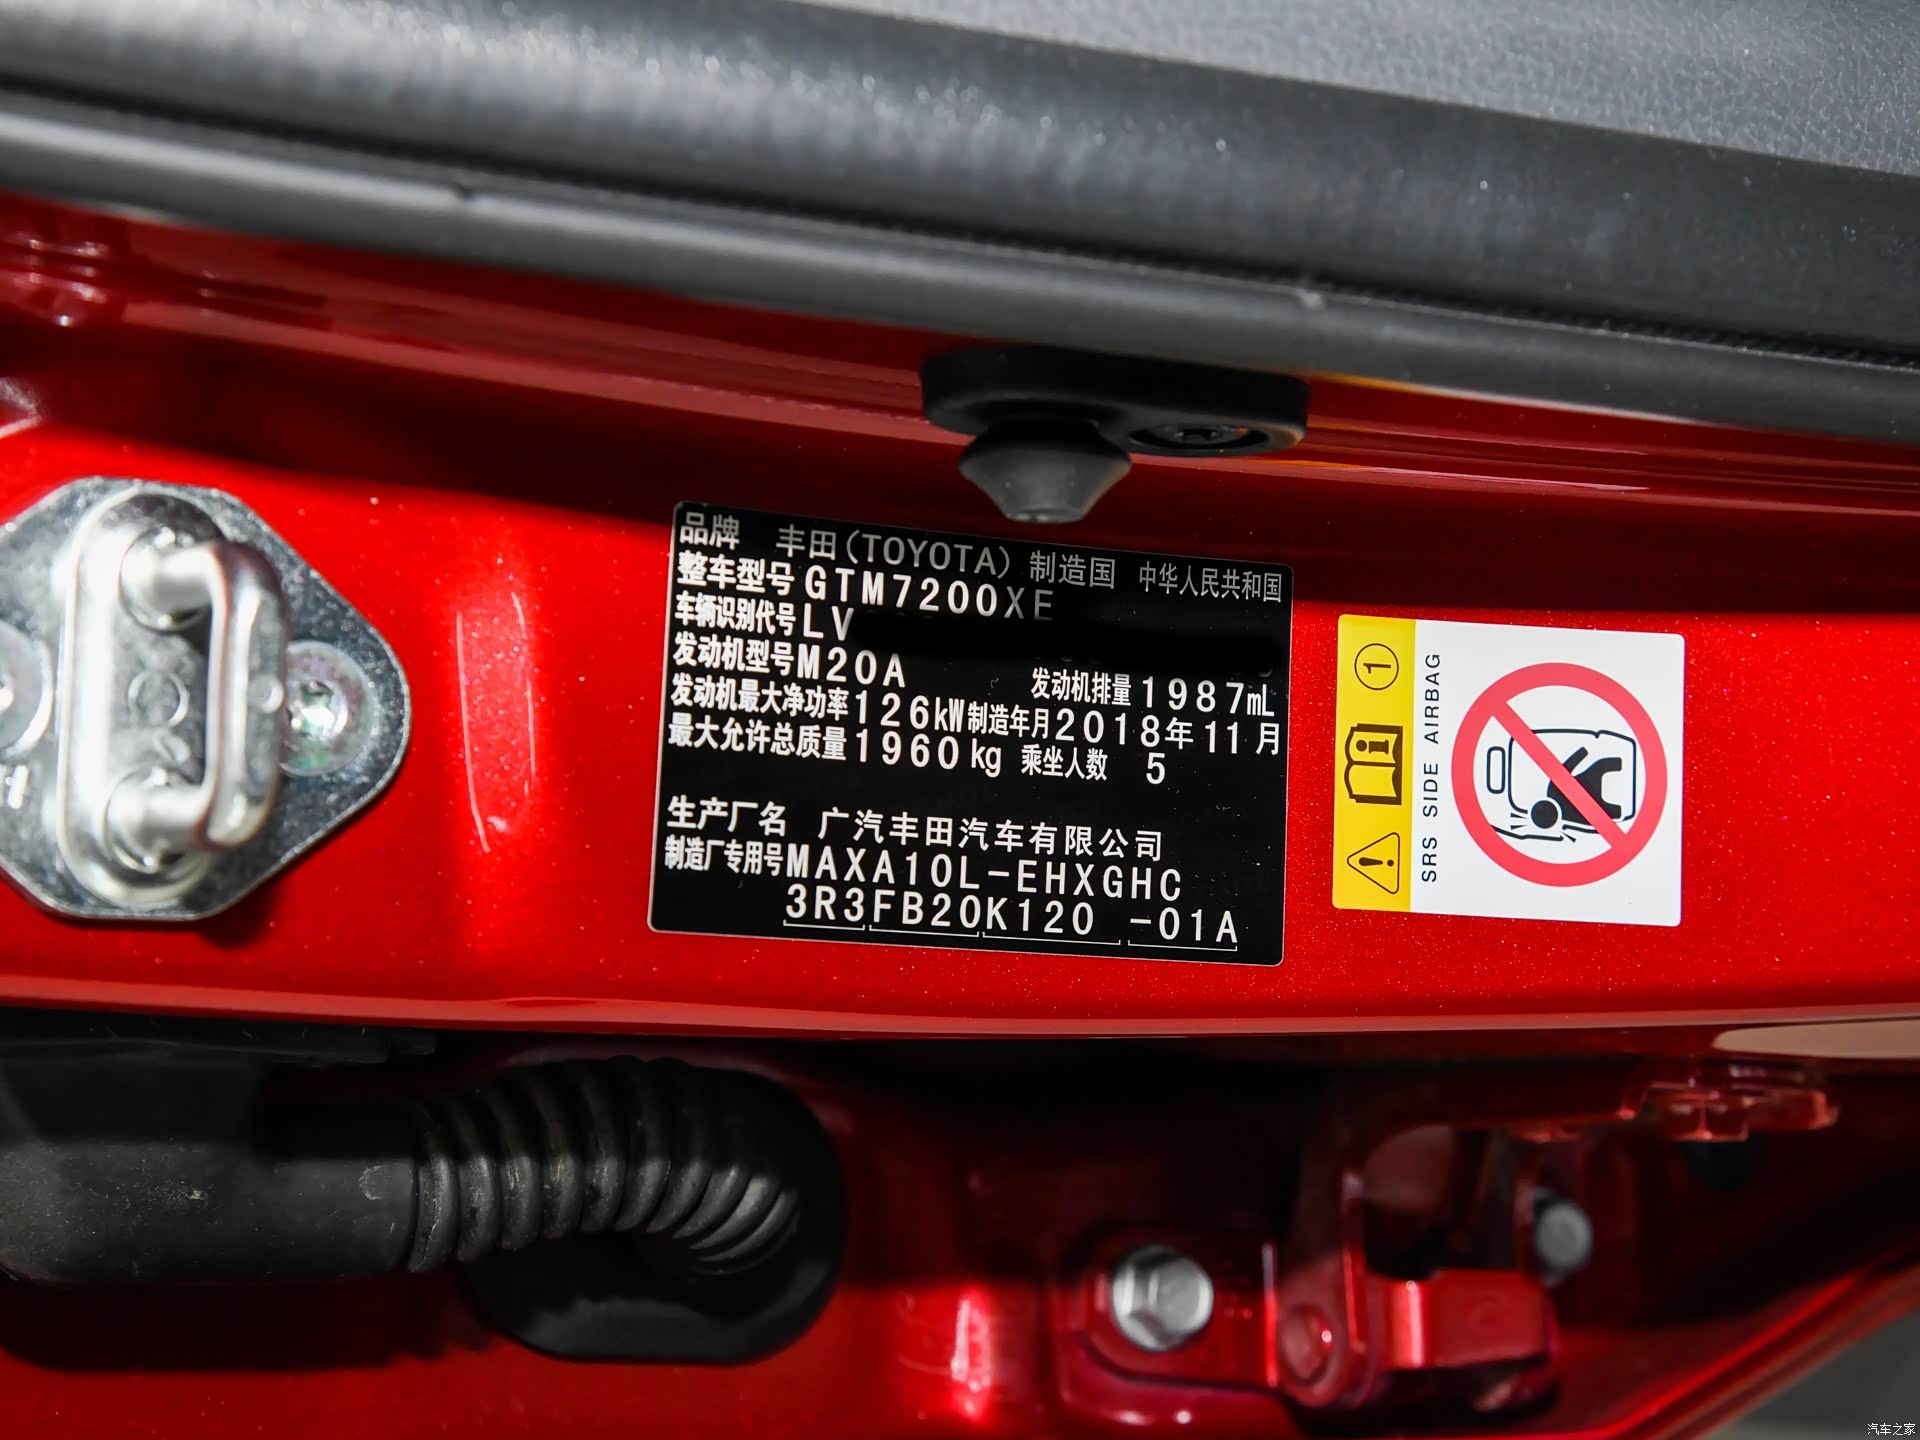 品牌 丰田(TOYOTA) 制造国 中华人民共和国
整车型号 GTM7200XE
车辆识别代号 LV
发动机型号 M20A 发动机排量 1987mL
发动机最大净功率 126kW 制造年月 2018年11月
最大允许总质量 1960kg 乘坐人数 5
生产厂名 广汽丰田汽车有限公司
制造厂专用号 MAXA10L-EHXGHC
3R3FB20K120 -01A
1
SRS SIDE AIRBAG
汽车之家